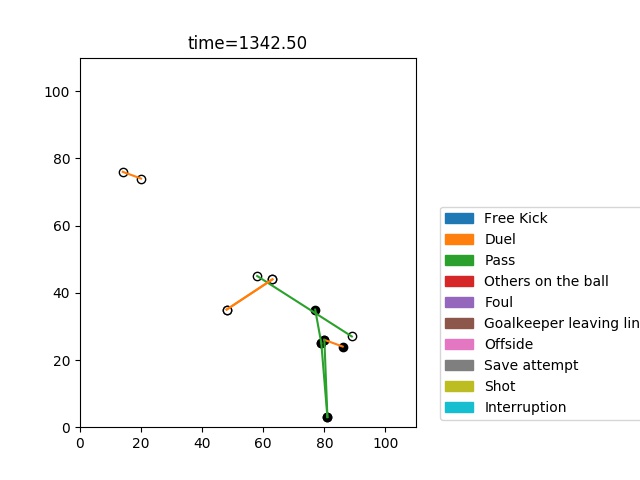 time=1342.50
100
80
60
40
20
0
0 20 40 60 80 100
Free Kick
Duel
Pass
Others on the ball
Foul
Goalkeeper leaving lin
Offside
Save attempt
Shot
Interruption